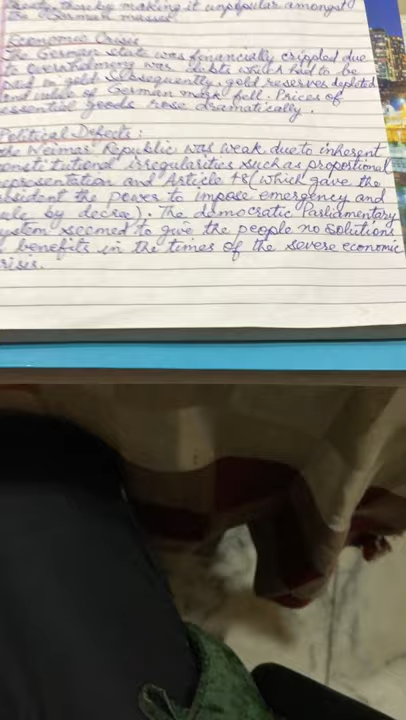 thereby making it unpopular amongst
the German masses.
Economic Crisis
The German state was financially crippled due
to overwhelming war debts which had to be
paid in gold. Subsequently, gold reserves depleted
and value of German mark fell. Prices of
essential goods rose dramatically.
Political Defects:
the Weimar Republic was weak due to inherent
constitutional irregularities such as proportional
representation and Article 48 (which gave the
president the power to impose emergency and
rule by decree). The democratic Parliamentary
system seemed to give the people no solutions
benefits in the times of the severe economic
crisis.